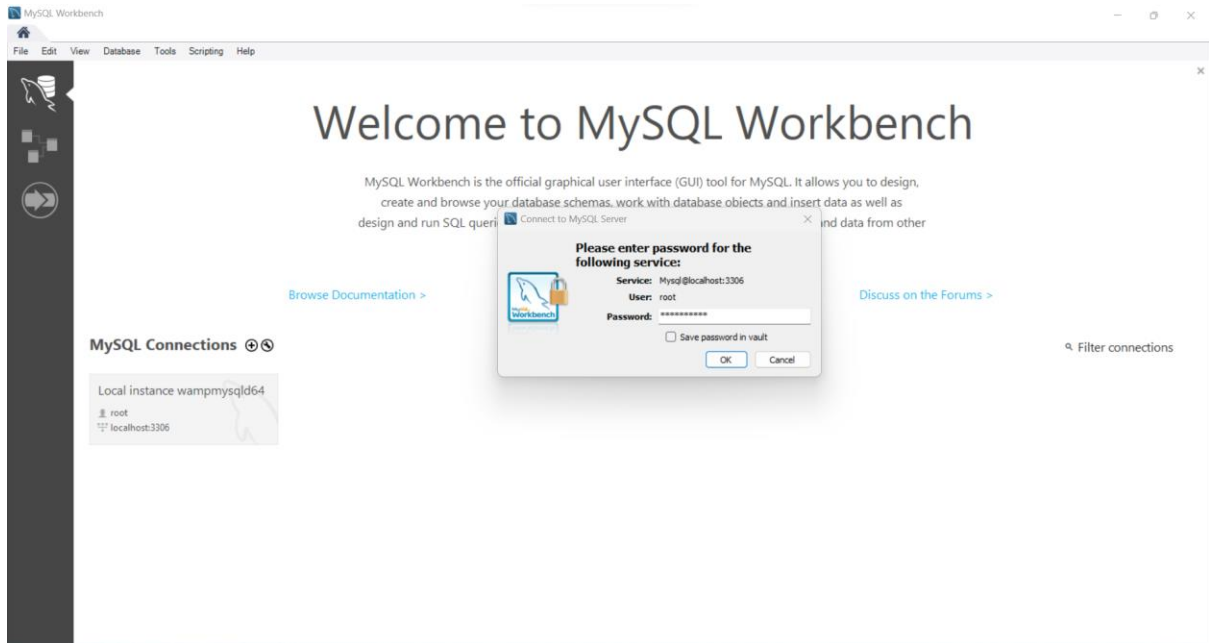 MySQL Workbench
File Edit View Database Tools Scripting Help
Welcome to MySQL Workbench
MySQL Workbench is the official graphical user interface (GUI) tool for MySQL. It allows you to design,
create and browse your database schemas, work with database objects and insert data as well as
design and run SQL queri
nd data from other
Connect to MySQL Server
Please enter password for the
following service:
Service: Mysql@localhost:3306
User: root
Password: **********
Save password in vault
OK Cancel
MySQL
Workbench
Browse Documentation >
Discuss on the Forums >
MySQL Connections
Filter connections
Local instance wampmysqld64
root
localhost:3306